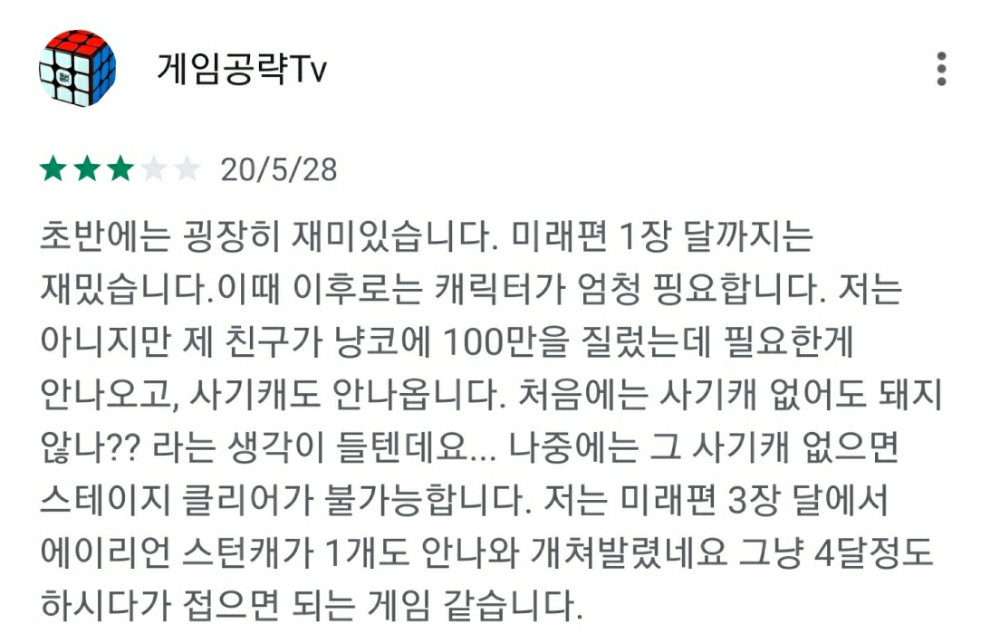 게임공략Tv
20/5/28
초반에는 굉장히 재미있습니다. 미래편 1장 달까지는
재밌습니다.이때 이후로는 캐릭터가 엄청 핑요합니다. 저는
아니지만 제 친구가 냥코에 100만을 질렀는데 필요한게
안나오고, 사기캐도 안나옵니다. 처음에는 사기캐 없어도 돼지
않나?? 라는 생각이 들텐데요... 나중에는 그 사기캐 없으면
스테이지 클리어가 불가능합니다. 저는 미래편 3장 달에서
에이리언 스턴캐가 1개도 안나와 개쳐발렸네요 그냥 4달정도
하시다가 접으면 되는 게임 같습니다.